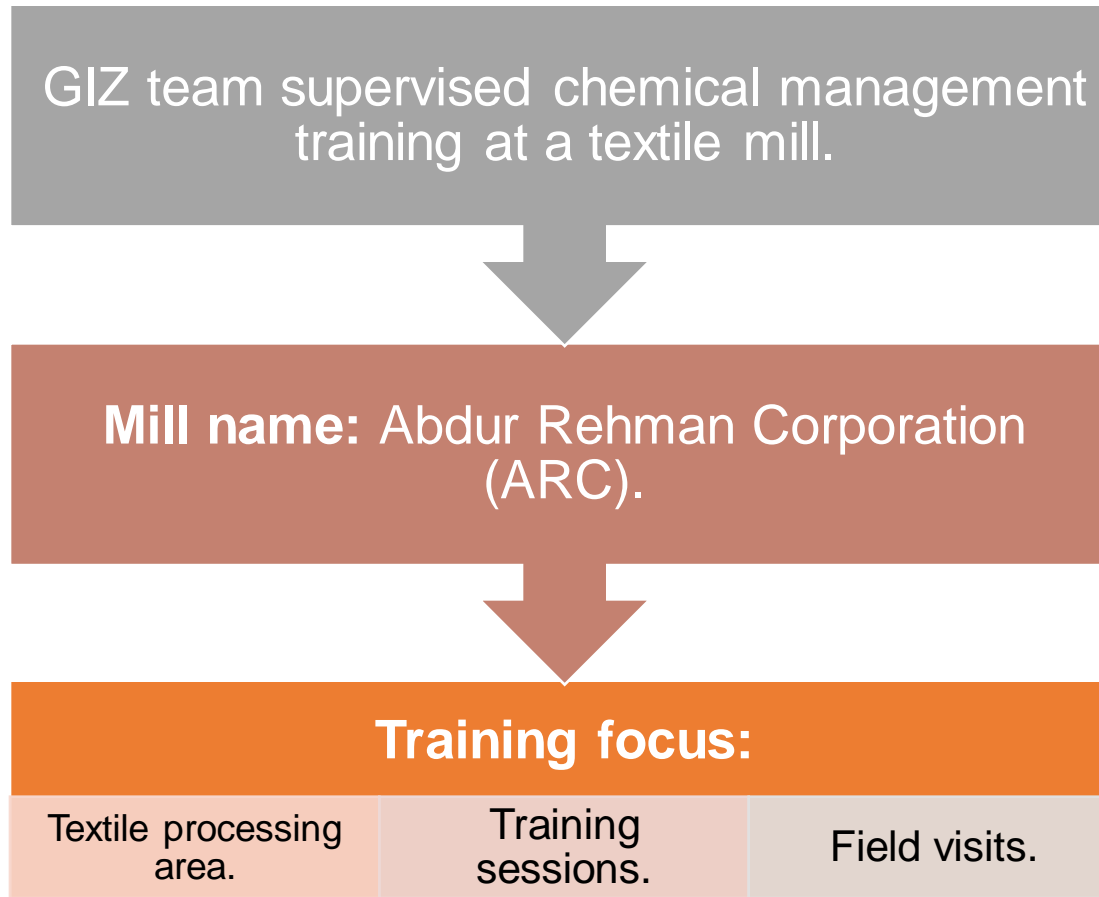 GIZ team supervised chemical management
training at a textile mill.
Mill name: Abdur Rehman Corporation
(ARC).
Training focus:
Textile processing
area.
Training
sessions.
Field visits.